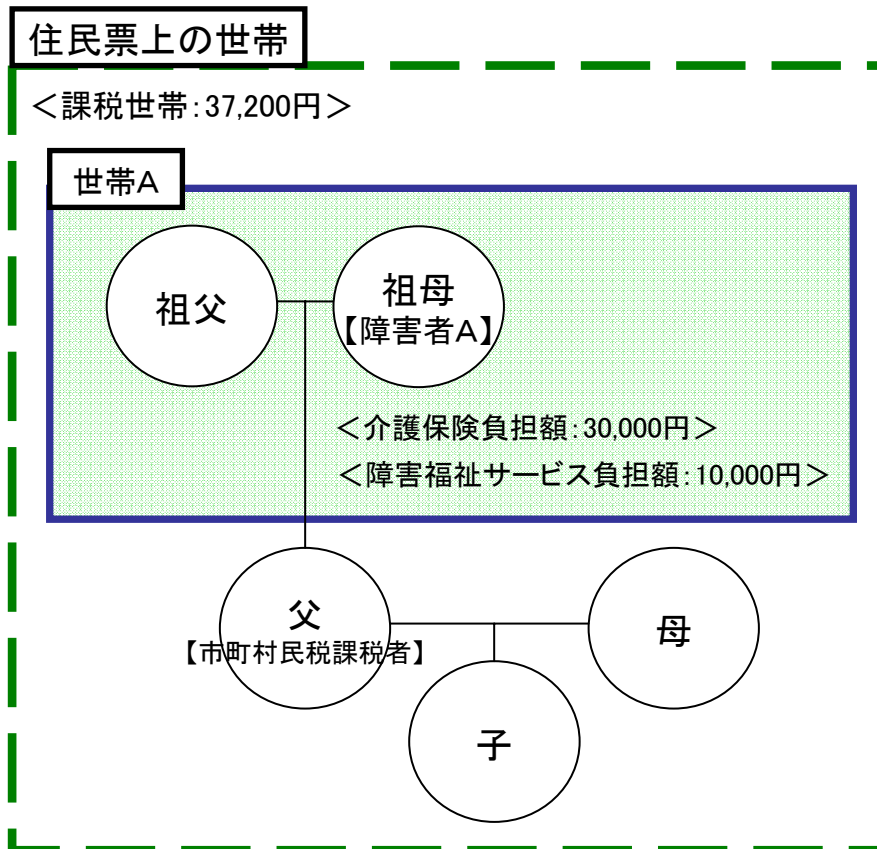 住民票上の世帯
＜課税世帯：37,200円＞
世帯Ａ
祖父
祖母
【障害者Ａ】
＜介護保険負担額：30,000円＞
＜障害福祉サービス負担額：10,000円＞
父
【市町村民税課税者】
母
子